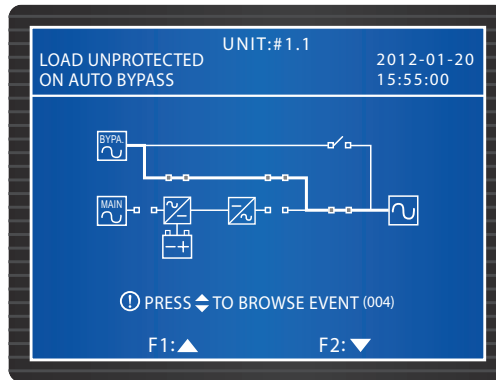 UNIT:#1.1
LOAD UNPROTECTED
ON AUTO BYPASS
2012-01-20
15:55:00
BYPA.
MAIN
PRESS TO BROWSE EVENT (004)
F1:
F2: